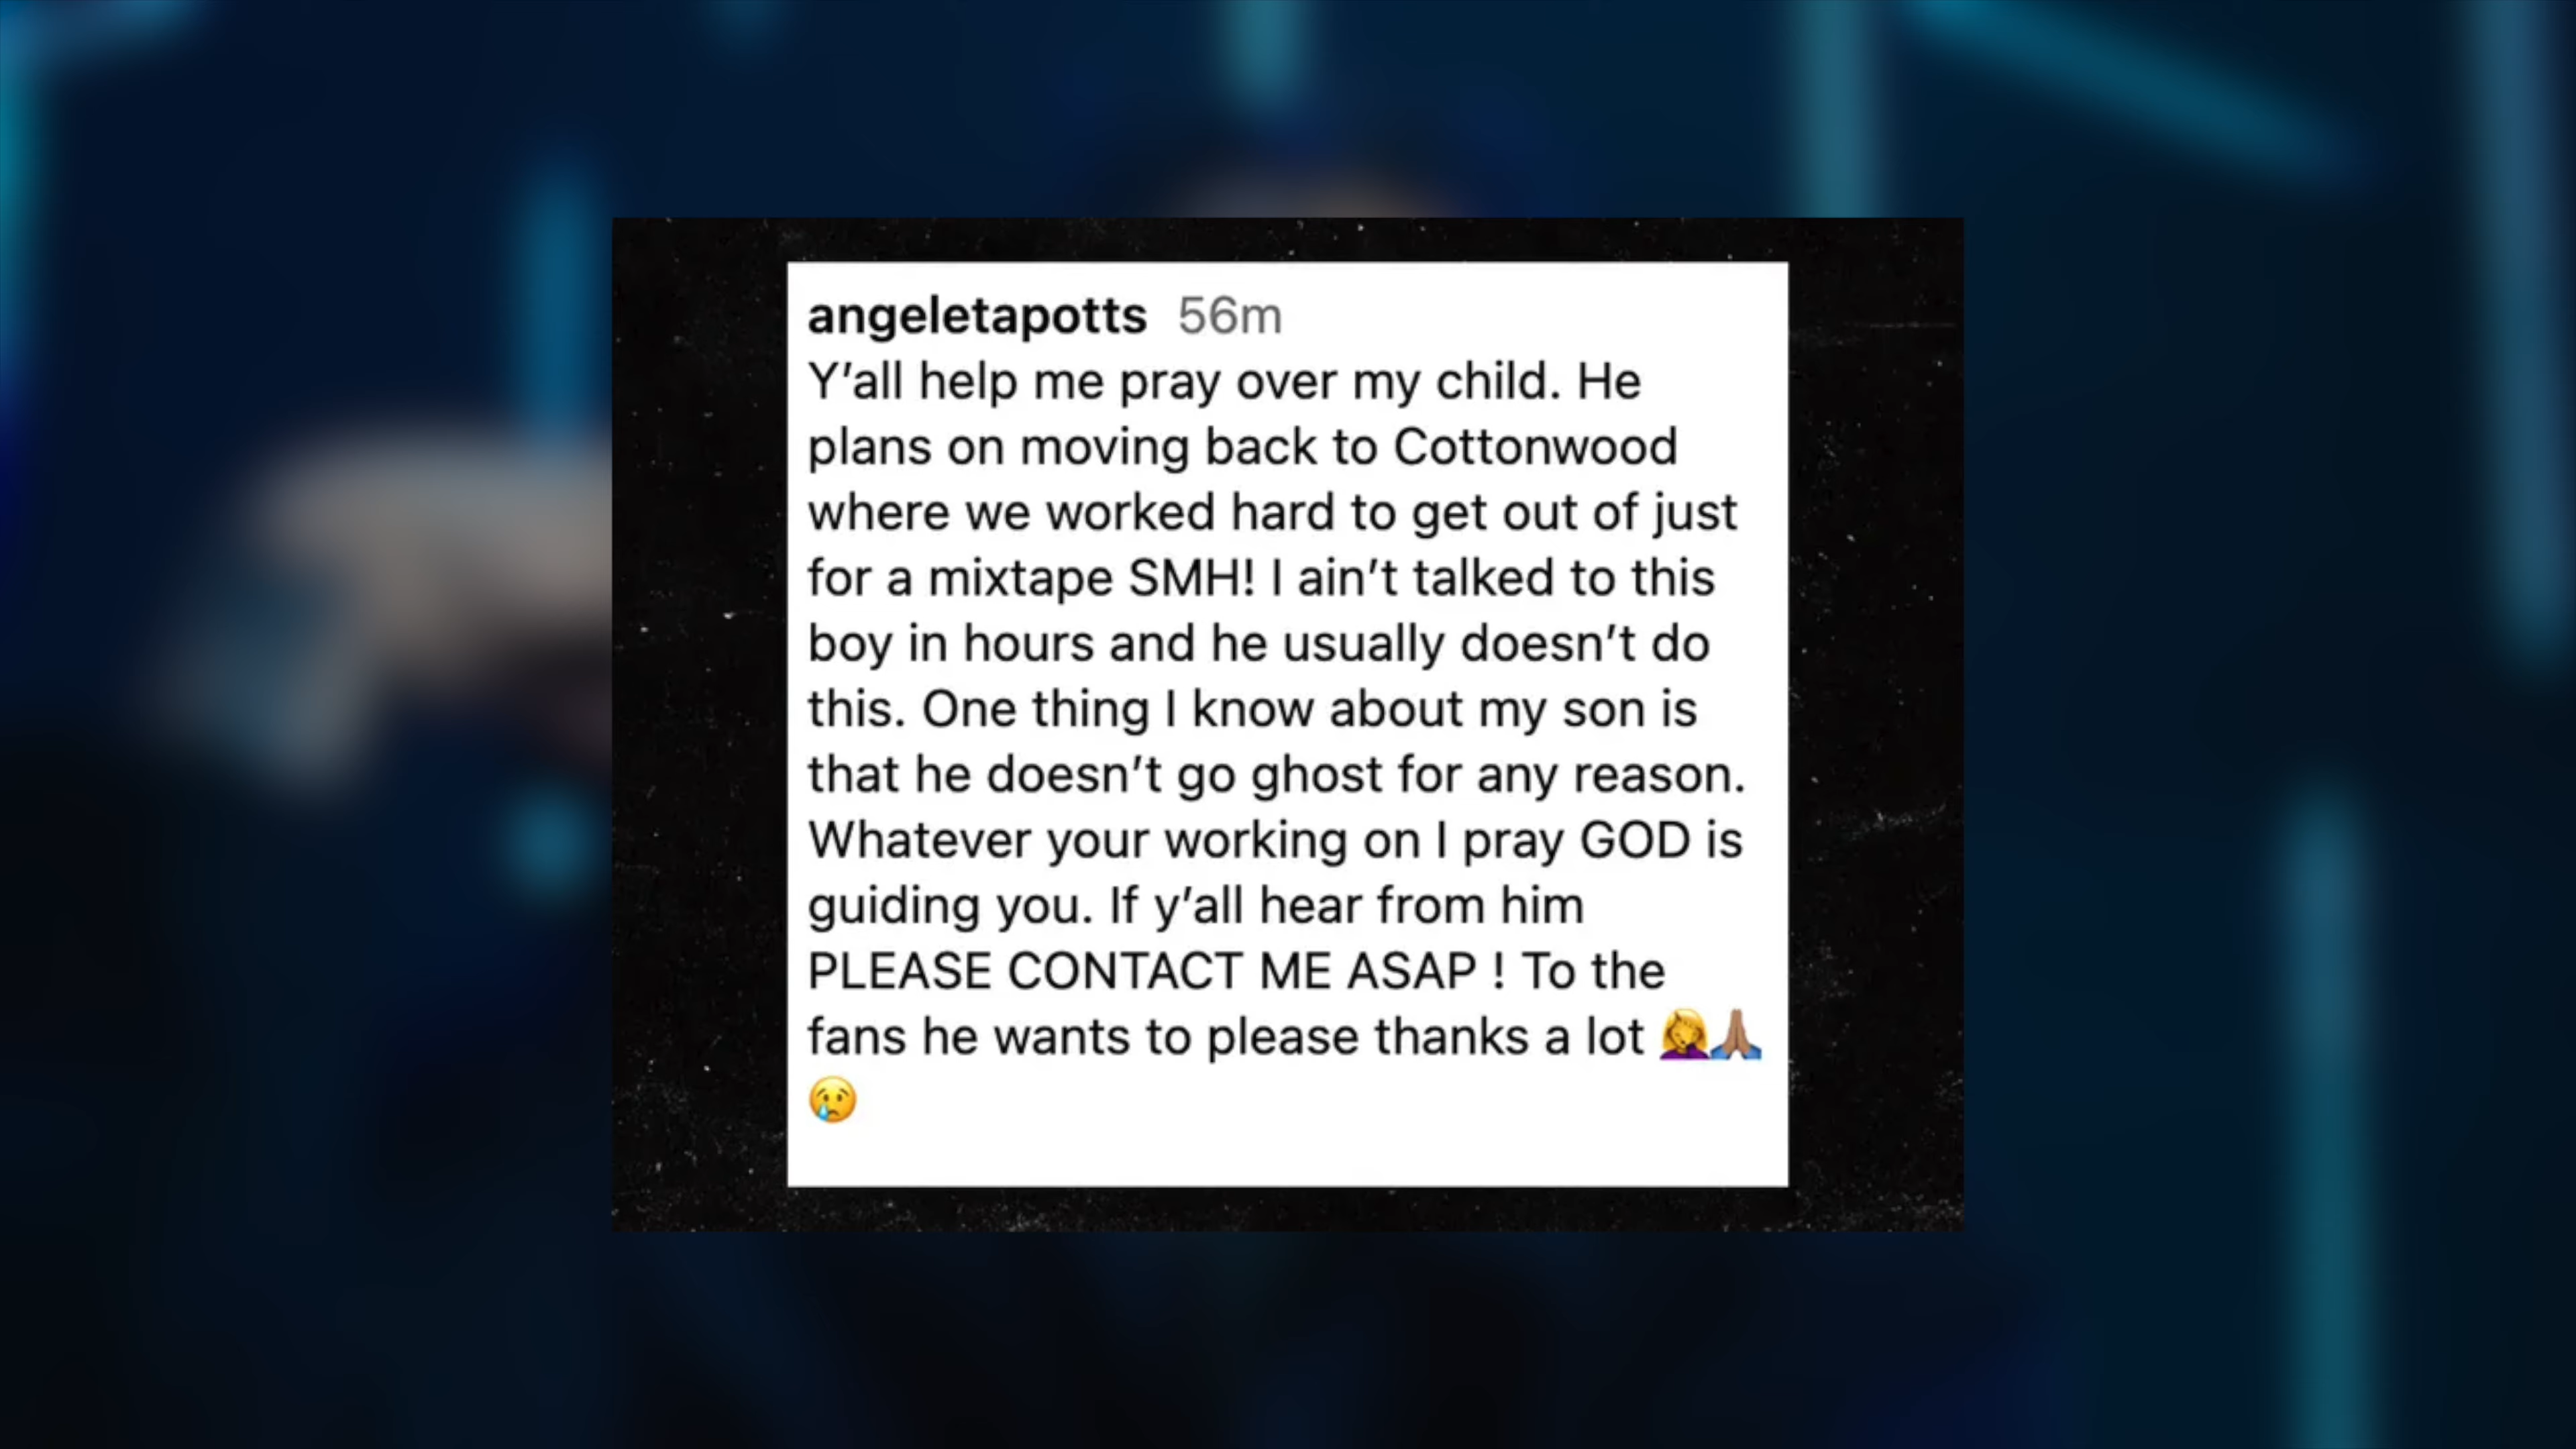 angeletapotts 56m
Y’all help me pray over my child. He
plans on moving back to Cottonwood
where we worked hard to get out of just
for a mixtape SMH! I ain’t talked to this
boy in hours and he usually doesn’t do
this. One thing I know about my son is
that he doesn’t go ghost for any reason.
Whatever your working on I pray GOD is
guiding you. If y’all hear from him
PLEASE CONTACT ME ASAP ! To the
fans he wants to please thanks a lot 🤦‍♀️🙏🏽
😢